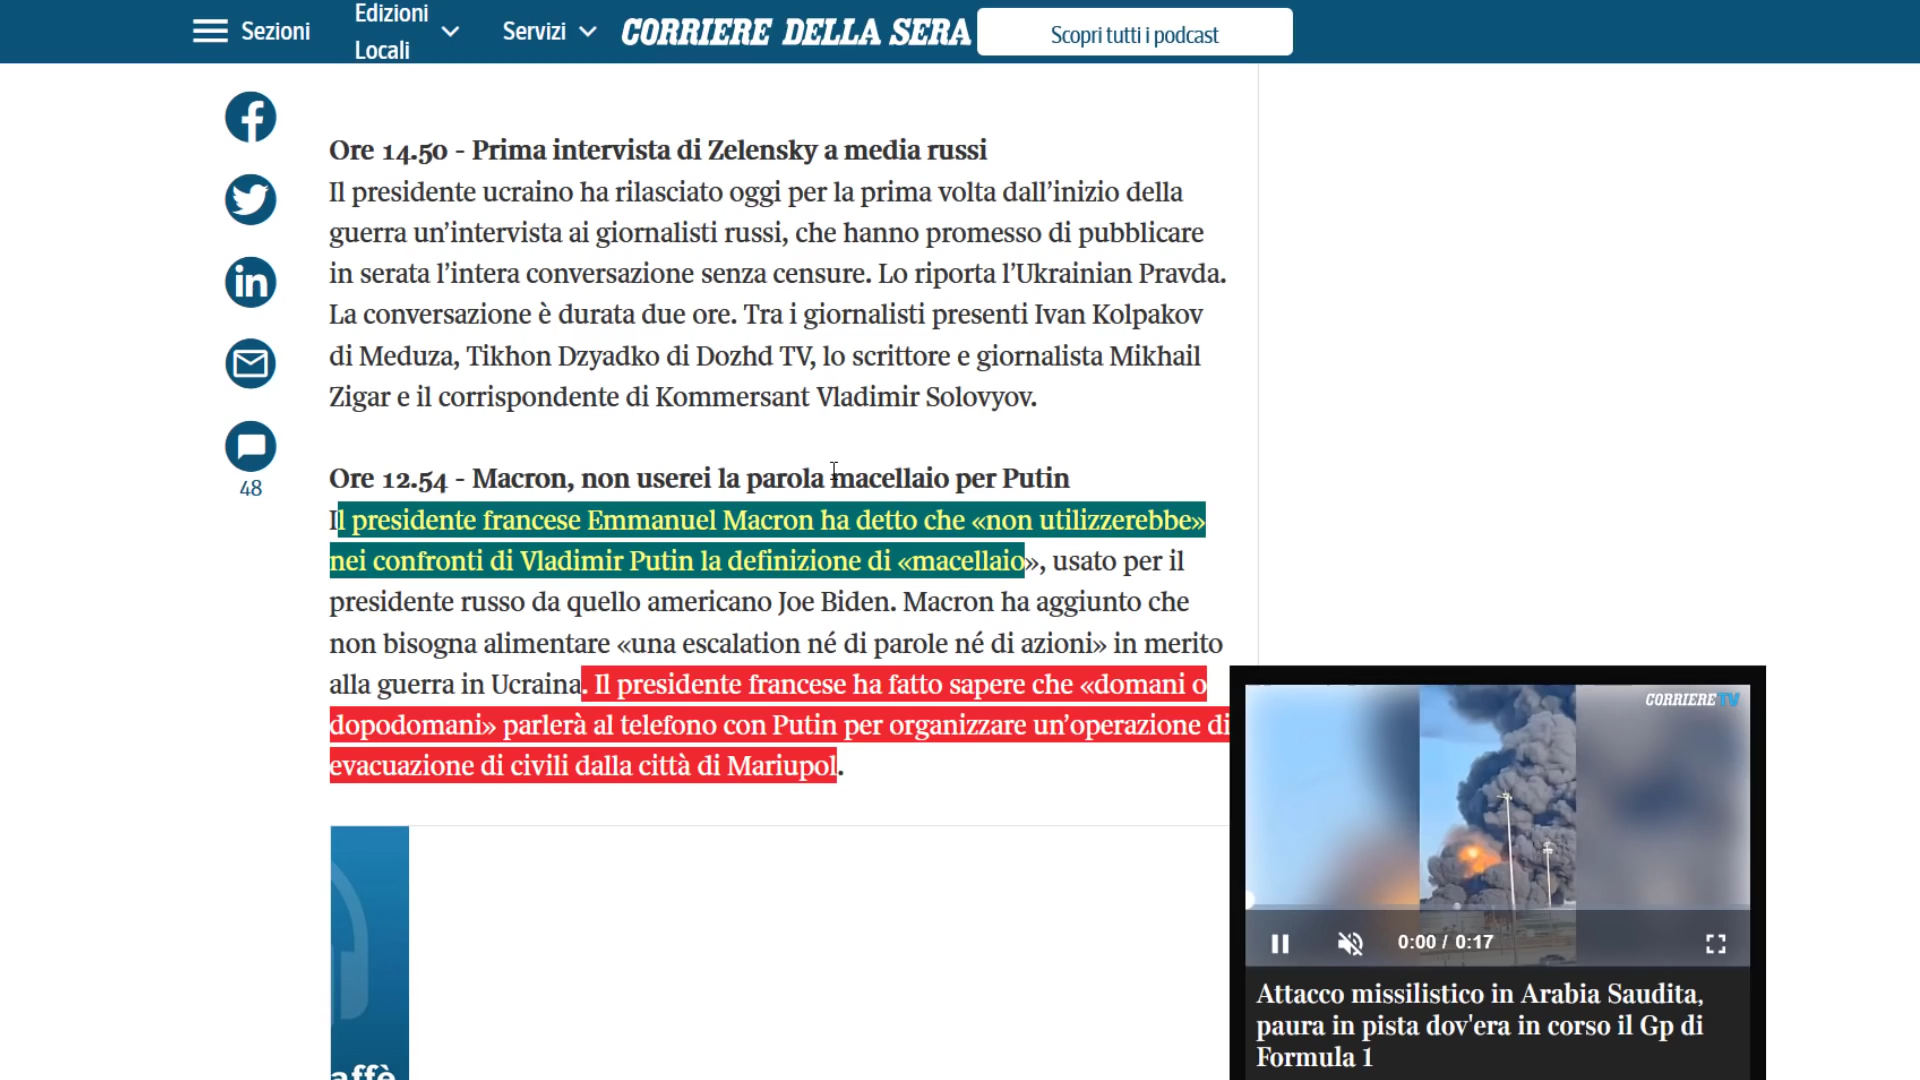 Sezioni
Edizioni
Locali
Servizi
CORRIERE DELLA SERA
Scopri tutti i podcast
Ore 14.50 - Prima intervista di Zelensky a media russi
Il presidente ucraino ha rilasciato oggi per la prima volta dall’inizio della
guerra un’intervista ai giornalisti russi, che hanno promesso di pubblicare
in serata l’intera conversazione senza censure. Lo riporta l’Ukrainian Pravda.
La conversazione è durata due ore. Tra i giornalisti presenti Ivan Kolpakov
di Meduza, Tikhon Dzyadko di Dozhd TV, lo scrittore e giornalista Mikhail
Zigar e il corrispondente di Kommersant Vladimir Solovyov.
48
Ore 12.54 - Macron, non userei la parola macellaio per Putin
Il presidente francese Emmanuel Macron ha detto che «non utilizzerebbe»
nei confronti di Vladimir Putin la definizione di «macellaio», usato per il
presidente russo da quello americano Joe Biden. Macron ha aggiunto che
non bisogna alimentare «una escalation né di parole né di azioni» in merito
alla guerra in Ucraina. Il presidente francese ha fatto sapere che «domani o
dopodomani» parlerà al telefono con Putin per organizzare un’operazione di
evacuazione di civili dalla città di Mariupol.
CORRIERE TV
0:00 / 0:17
Attacco missilistico in Arabia Saudita,
paura in pista dov'era in corso il Gp di
Formula 1
affè